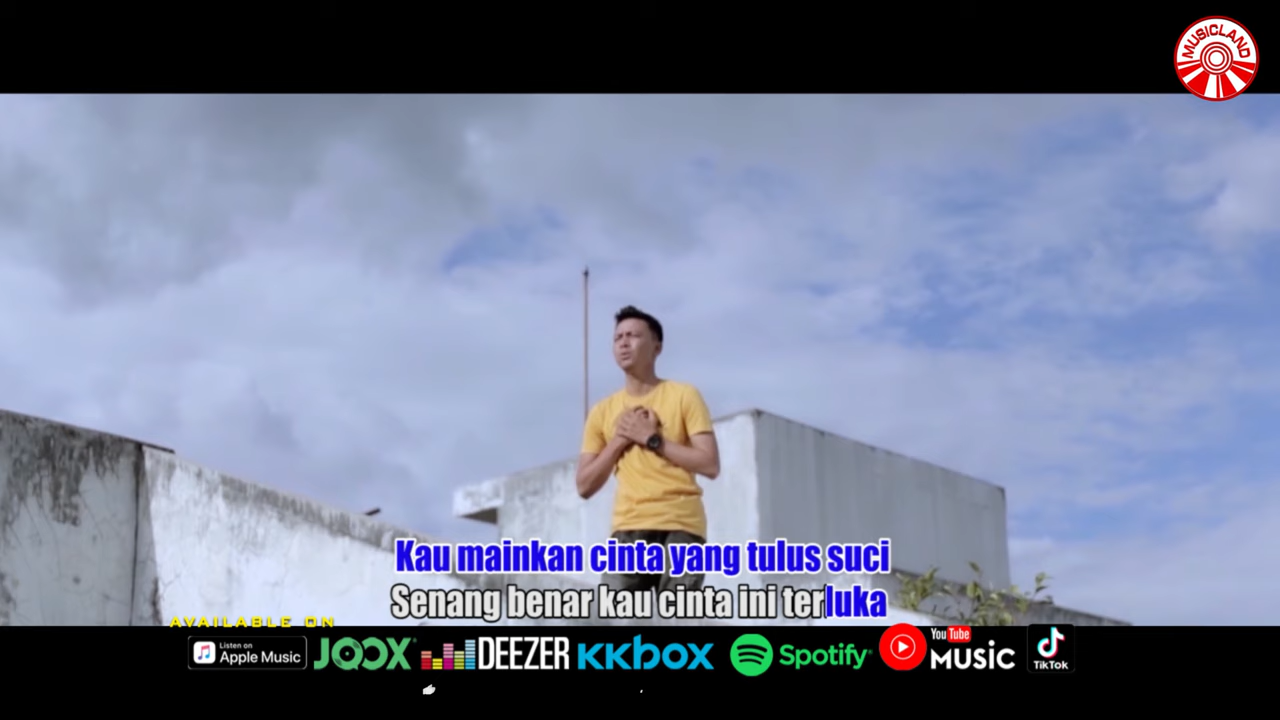 MUSICLAND
Kau mainkan cinta yang tulus suci
Senang benar kau cinta ini terluka
AVAILABLE ON
Listen on
Apple Music
JOOX
DEEZER
KKBOX
Spotify
YouTube
MUSIC
TikTok